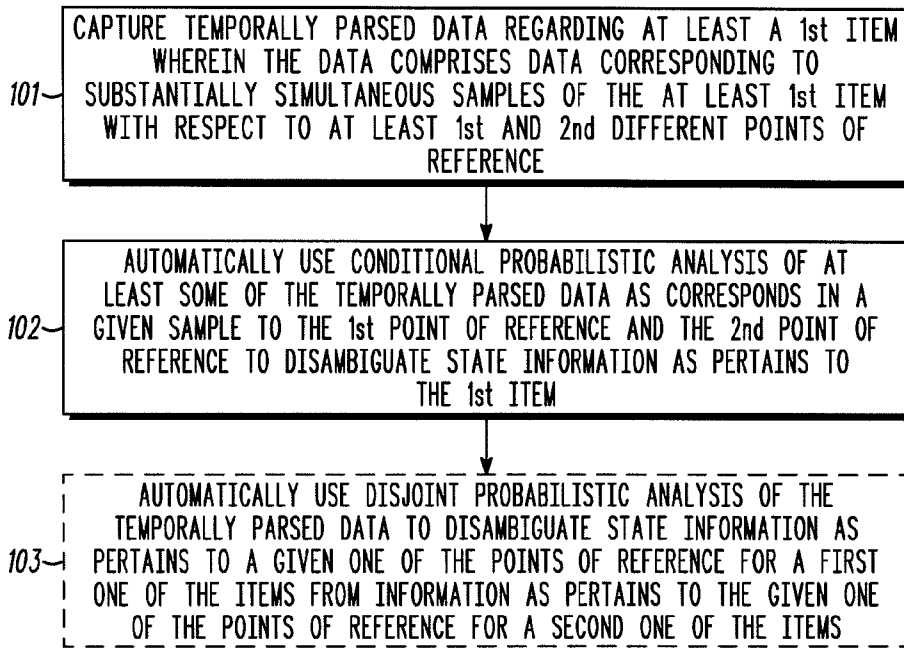 CAPTURE TEMPORALLY PARSED DATA REGARDING AT LEAST A 1st ITEM
WHEREIN THE DATA COMPRISES DATA CORRESPONDING TO
101
SUBSTANTIALLY SIMULTANEOUS SAMPLES OF THE AT LEAST 1st ITEM
WITH RESPECT TO AT LEAST 1st AND 2nd DIFFERENT POINTS OF
REFERENCE
AUTOMATICALLY USE CONDITIONAL PROBABILISTIC ANALYSIS OF AT
LEAST SOME OF THE TEMPORALLY PARSED DATA AS CORRESPONDS IN A
102
GIVEN SAMPLE TO THE 1st POINT OF REFERENCE AND THE 2nd POINT OF
REFERENCE TO DISAMBIGUATE STATE INFORMATION AS PERTAINS TO
THE 1st ITEM
AUTOMATICALLY USE DISJOINT PROBABILISTIC ANALYSIS OF THE
TEMPORALLY PARSED DATA TO DISAMBIGUATE STATE INFORMATION AS
103
PERTAINS TO A GIVEN ONE OF THE POINTS OF REFERENCE FOR A FIRST
ONE OF THE ITEMS FROM INFORMATION AS PERTAINS TO THE GIVEN ONE
OF THE POINTS OF REFERENCE FOR A SECOND ONE OF THE ITEMS